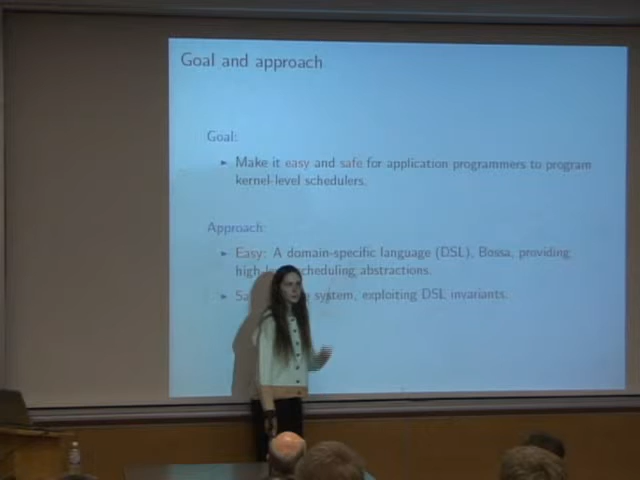 Goal and approach
Goal:
► Make it easy and safe for application programmers to program
kernel-level schedulers.
Approach:
► Easy: A domain-specific language (DSL), Bossa, providing
high- scheduling abstractions.
► system, exploiting DSL invariants.